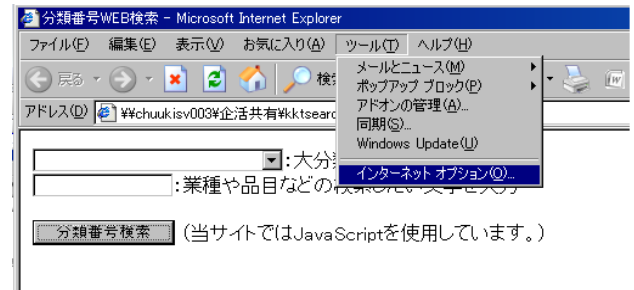 分類番号WEB検索 - Microsoft Internet Explorer
ファイル(F) 編集(E) 表示(V) お気に入り(A) ツール(T) ヘルプ(H)
戻る
メールとニュース(M)
ポップアップ ブロック(P)
アドオンの管理(A)...
同期(S)...
Windows Update(U)
インターネット オプション(O)...
アドレス(D) ¥¥chuukisv003¥企活共有¥kktsearc
:大分
:業種や品目などの
分類番号検索 (当サイトではJavaScriptを使用しています。)